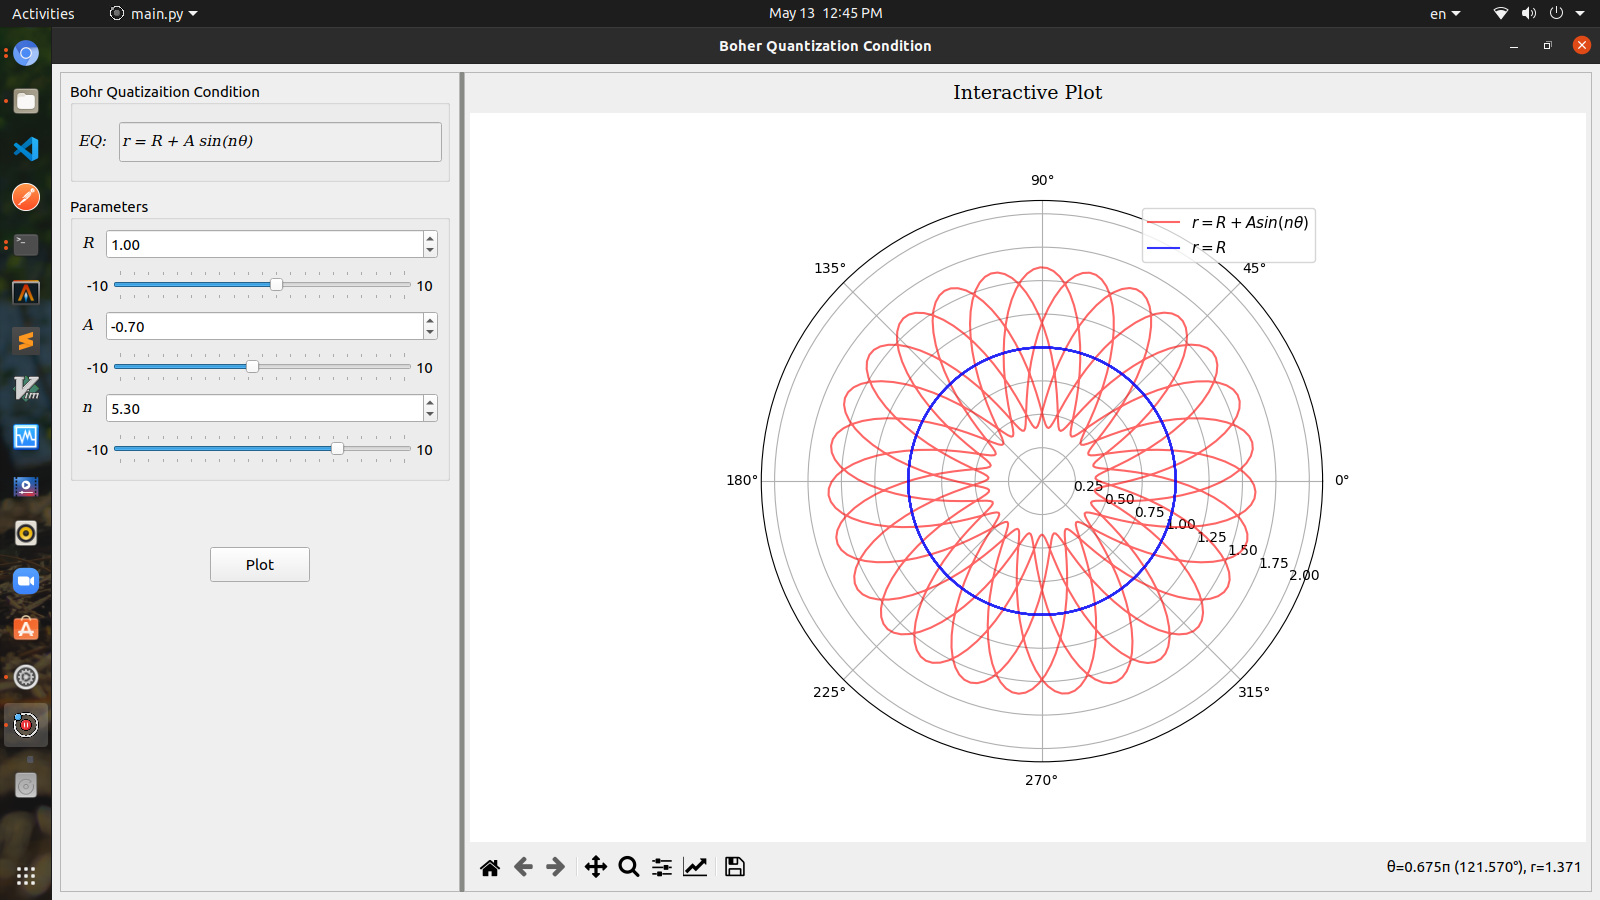 Activities main.py May 13 12:45 PM en
Boher Quantization Condition
Bohr Quatizaition Condition
EQ: r = R + A sin(nθ)
Parameters
R 1.00
-10 10
A -0.70
-10 10
n 5.30
-10 10
Plot
Interactive Plot
90°
r = R + Asin(nθ)
r = R
135° 45°
180° 0°
0.25
0.50
0.75
1.00
1.25
1.50
1.75
2.00
225° 315°
270°
θ=0.675π (121.570°), r=1.371